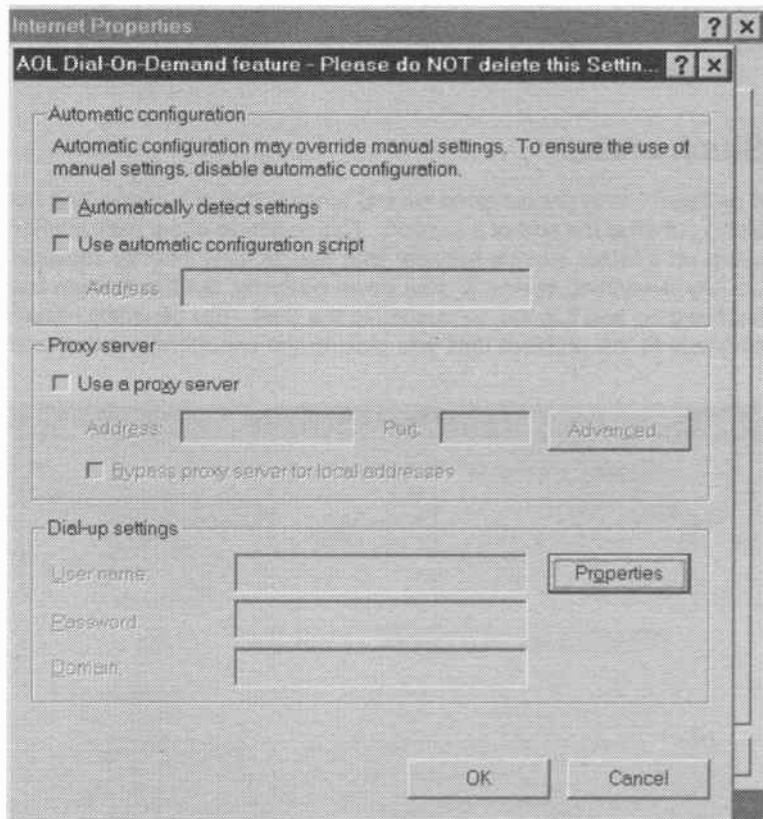 Internet Properties
AOL Dial-On-Demand feature - Please do NOT delete this Settin...
Automatic configuration
Automatic configuration may override manual settings. To ensure the use of
manual settings, disable automatic configuration.
Automatically detect settings
Use automatic configuration script
Address
Proxy server
Use a proxy server
Address: Port: Advanced...
Bypass proxy server for local addresses
Dial-up settings
User name
Properties
Password
Domain:
OK Cancel